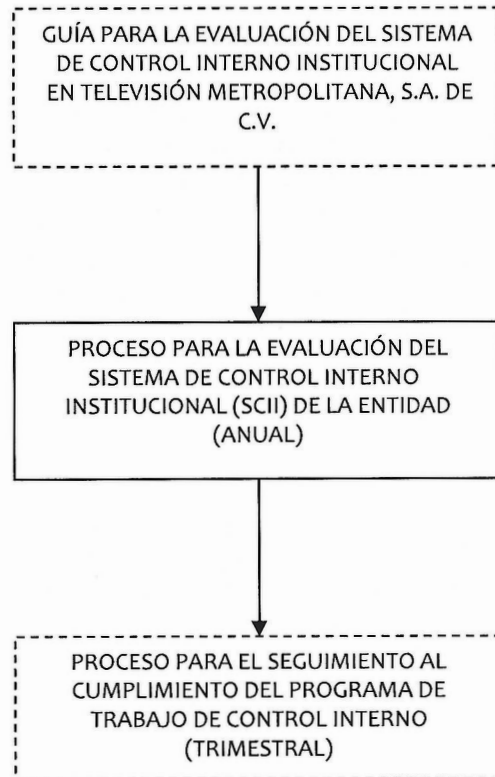 GUÍA PARA LA EVALUACIÓN DEL SISTEMA
DE CONTROL INTERNO INSTITUCIONAL
EN TELEVISIÓN METROPOLITANA, S.A. DE
C.V.
PROCESO PARA LA EVALUACIÓN DEL
SISTEMA DE CONTROL INTERNO
INSTITUCIONAL (SCII) DE LA ENTIDAD
(ANUAL)
PROCESO PARA EL SEGUIMIENTO AL
CUMPLIMIENTO DEL PROGRAMA DE
TRABAJO DE CONTROL INTERNO
(TRIMESTRAL)